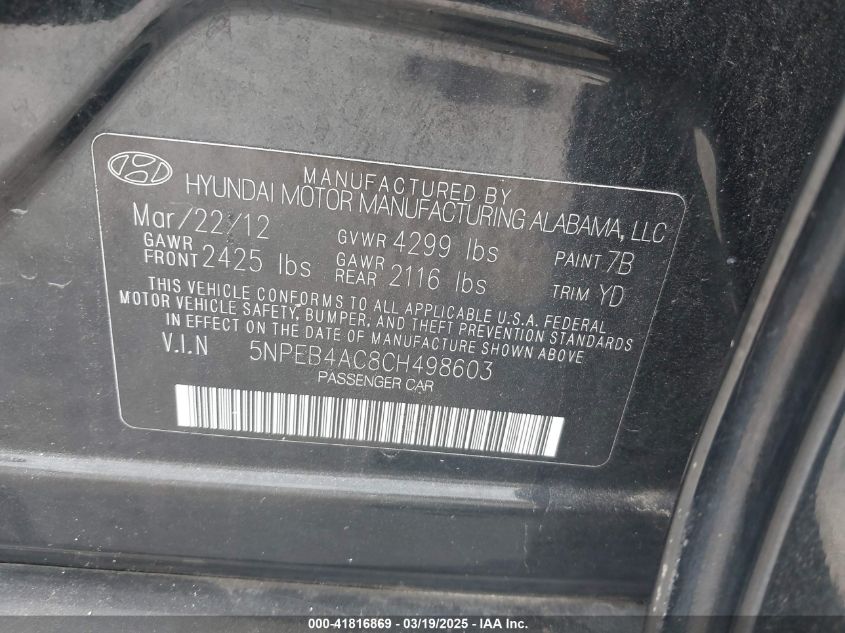 MANUFACTURED BY
HYUNDAI MOTOR MANUFACTURING ALABAMA, LLC
Mar/22/12 GVWR 4299 lbs PAINT 7B
GAWR FRONT 2425 lbs GAWR REAR 2116 lbs TRIM YD
THIS VEHICLE CONFORMS TO ALL APPLICABLE U.S.A. FEDERAL
MOTOR VEHICLE SAFETY, BUMPER, AND THEFT PREVENTION STANDARDS
IN EFFECT ON THE DATE OF MANUFACTURE SHOWN ABOVE.
V.I.N 5NPEB4AC8CH498603
PASSENGER CAR
000-41816869 - 03/19/2025 - IAA, Inc.